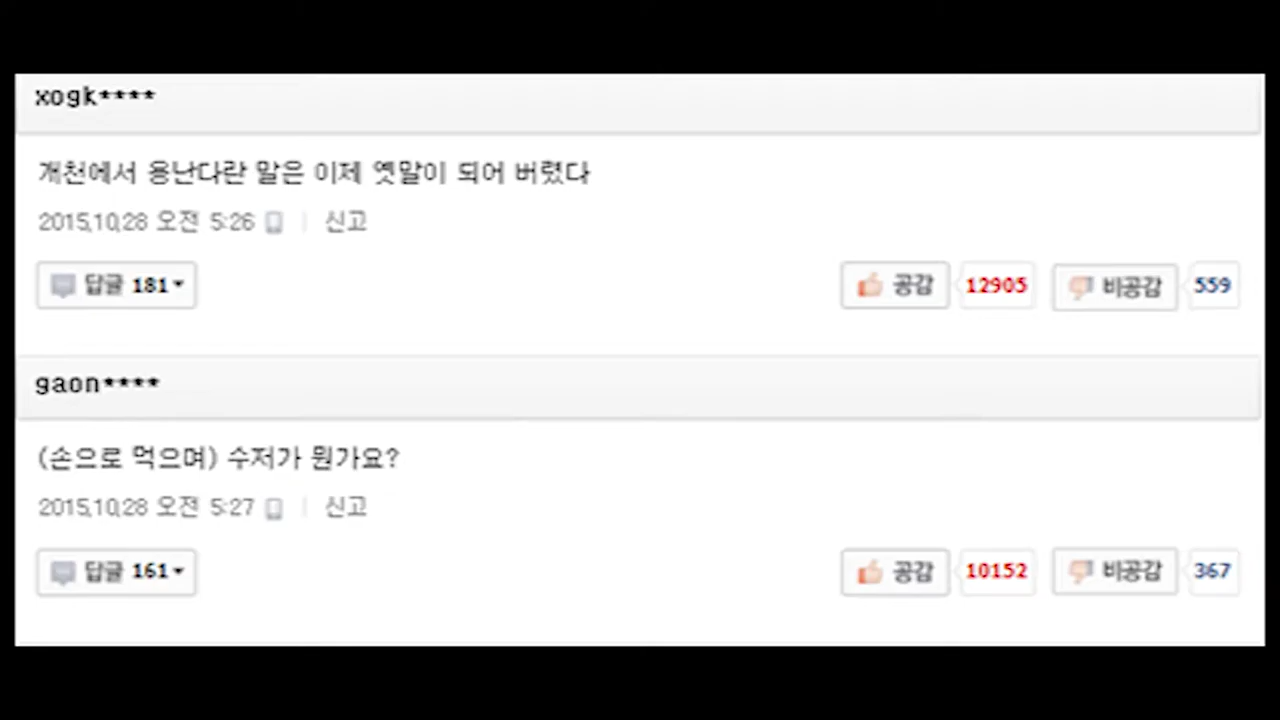 xogk****
개천에서 용난다란 말은 이제 옛말이 되어 버렸다
2015.10.28 오전 5:26 | 신고
답글 181 공감 12905 비공감 559
gaon****
(손으로 먹으며) 수저가 뭔가요?
2015.10.28 오전 5:27 | 신고
답글 161 공감 10152 비공감 367